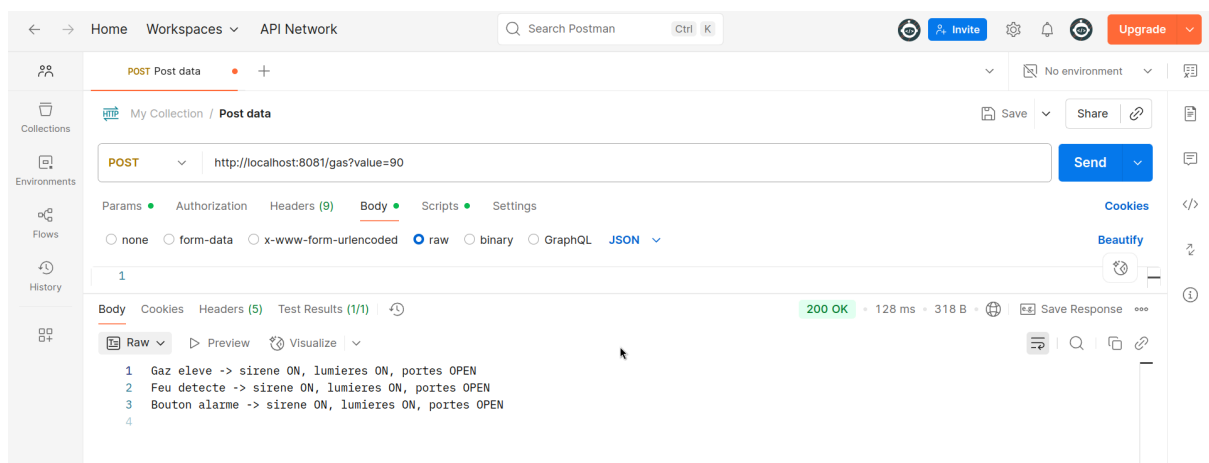 Home Workspaces API Network Search Postman Ctrl K Invite Upgrade
POST Post data No environment
HTTP My Collection / Post data Save Share
Collections
POST http://localhost:8081/gas?value=90 Send
Environments
Params Authorization Headers (9) Body Scripts Settings Cookies
Flows
none form-data x-www-form-urlencoded raw binary GraphQL JSON Beautify
1
History
Body Cookies Headers (5) Test Results (1/1) 200 OK 128 ms 318 B e.g. Save Response
Raw Preview Visualize
1 Gaz eleve -> sirene ON, lumieres ON, portes OPEN
2 Feu detecte -> sirene ON, lumieres ON, portes OPEN
3 Bouton alarme -> sirene ON, lumieres ON, portes OPEN
4